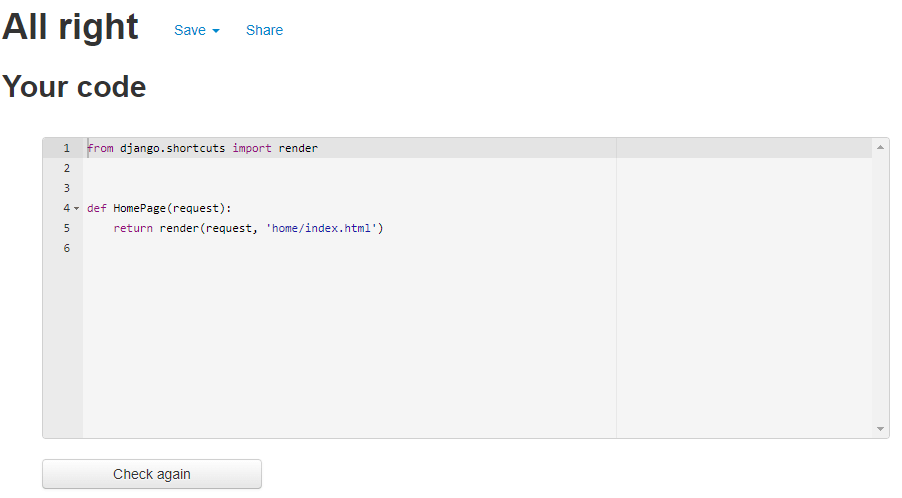 All right Save Share
Your code
1 from django.shortcuts import render
2
3
4 def HomePage(request):
5     return render(request, 'home/index.html')
6
Check again